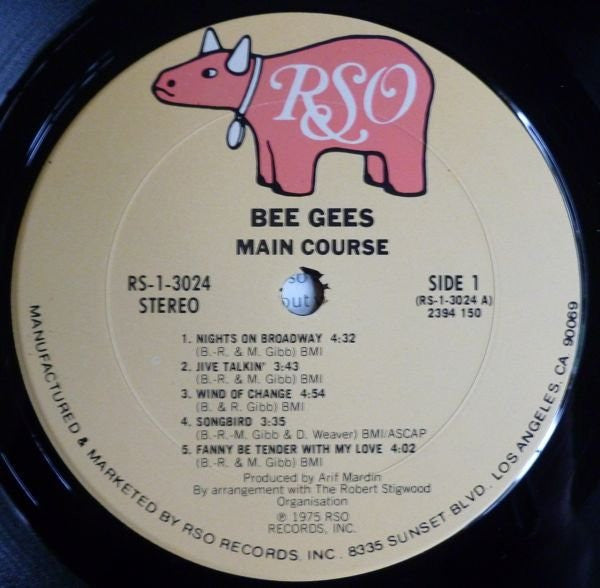 RSO
BEE GEES
MAIN COURSE
RS-1-3024
STEREO
SIDE 1
(RS-1-3024 A)
2394 150
1. NIGHTS ON BROADWAY 4:32
(B.-R. & M. Gibb) BMI
2. JIVE TALKIN' 3:43
(B.-R. & M. Gibb) BMI
3. WIND OF CHANGE 4:54
(B. & R. Gibb) BMI
4. SONGBIRD 3:35
(B.-R.-M. Gibb & D. Weaver) BMI/ASCAP
5. FANNY BE TENDER WITH MY LOVE 4:02
(B.-R. & M. Gibb) BMI
Produced by Arif Mardin
By arrangement with The Robert Stigwood
Organisation
℗ 1975 RSO
RECORDS, INC.
MANUFACTURED & MARKETED BY RSO RECORDS, INC. 8335 SUNSET BLVD. LOS ANGELES, CA 90069